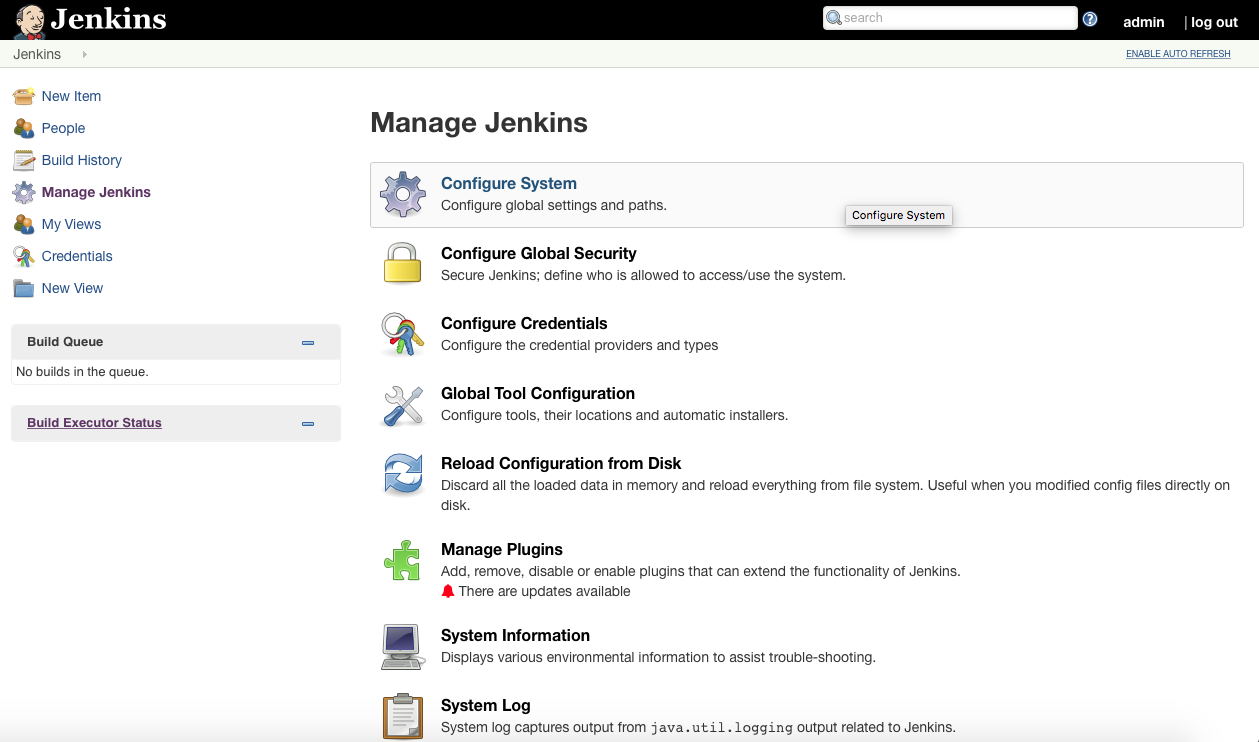 Jenkins
search
admin
| log out
Jenkins
ENABLE AUTO REFRESH
New Item
People
Build History
Manage Jenkins
My Views
Credentials
New View
Build Queue
No builds in the queue.
Build Executor Status
Manage Jenkins
Configure System
Configure global settings and paths.
Configure System
Configure Global Security
Secure Jenkins; define who is allowed to access/use the system.
Configure Credentials
Configure the credential providers and types
Global Tool Configuration
Configure tools, their locations and automatic installers.
Reload Configuration from Disk
Discard all the loaded data in memory and reload everything from file system. Useful when you modified config files directly on
disk.
Manage Plugins
Add, remove, disable or enable plugins that can extend the functionality of Jenkins.
There are updates available
System Information
Displays various environmental information to assist trouble-shooting.
System Log
System log captures output from java.util.logging output related to Jenkins.